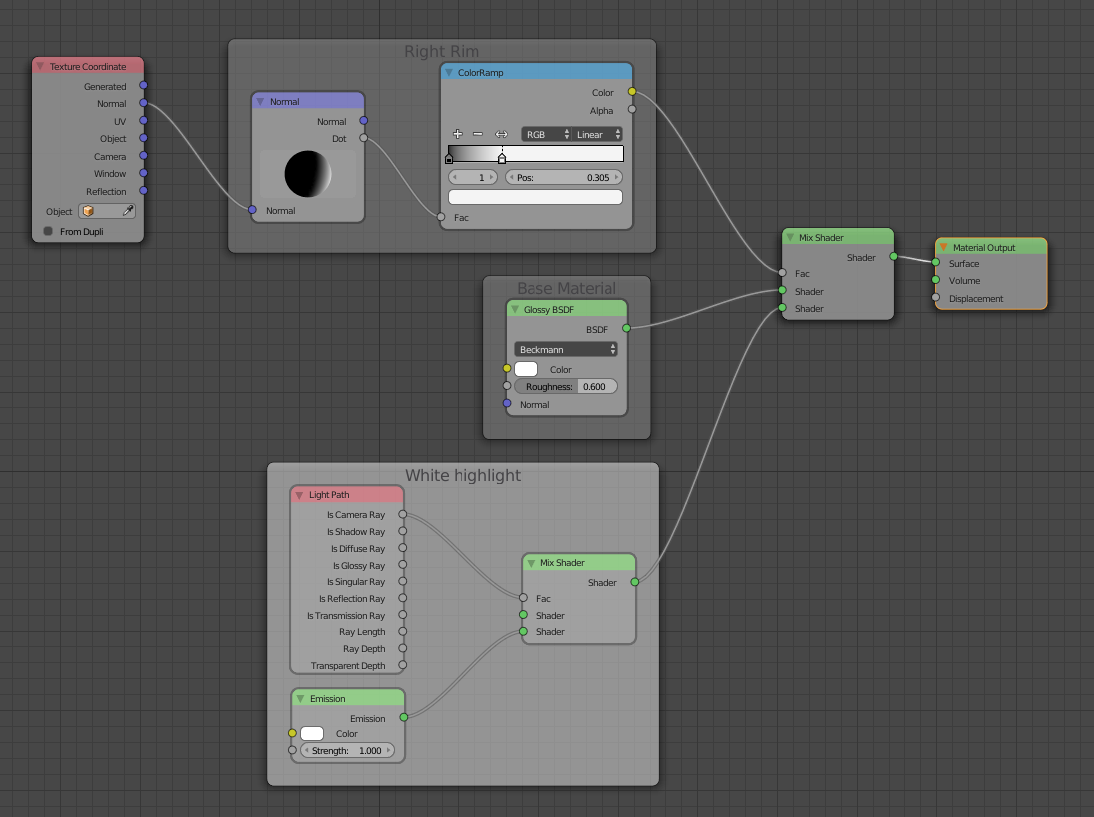 Texture Coordinate
Generated
Normal
UV
Object
Camera
Window
Reflection
Object
From Dupli
Right Rim
Normal
Normal
Dot
Normal
ColorRamp
Color
Alpha
RGB
Linear
1
Pos: 0.305
Fac
Base Material
Glossy BSDF
BSDF
Beckmann
Color
Roughness: 0.600
Normal
White highlight
Light Path
Is Camera Ray
Is Shadow Ray
Is Diffuse Ray
Is Glossy Ray
Is Singular Ray
Is Reflection Ray
Is Transmission Ray
Ray Length
Ray Depth
Transparent Depth
Emission
Emission
Color
Strength: 1.000
Mix Shader
Shader
Fac
Shader
Shader
Mix Shader
Shader
Fac
Shader
Shader
Material Output
Surface
Volume
Displacement